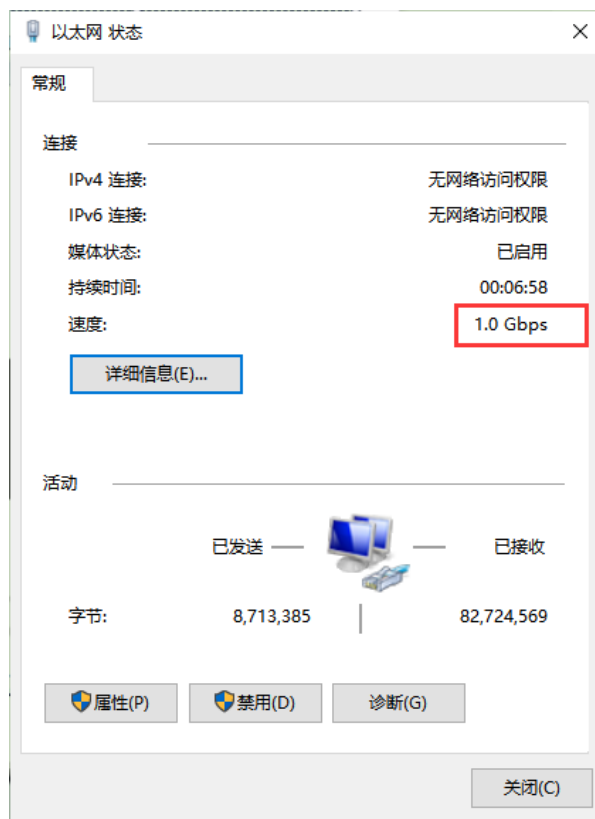 以太网 状态
常规
连接
IPv4 连接: 无网络访问权限
IPv6 连接: 无网络访问权限
媒体状态: 已启用
持续时间: 00:06:58
速度: 1.0 Gbps
详细信息(E)...
活动
已发送 已接收
字节: 8,713,385 82,724,569
属性(P) 禁用(D) 诊断(G)
关闭(C)